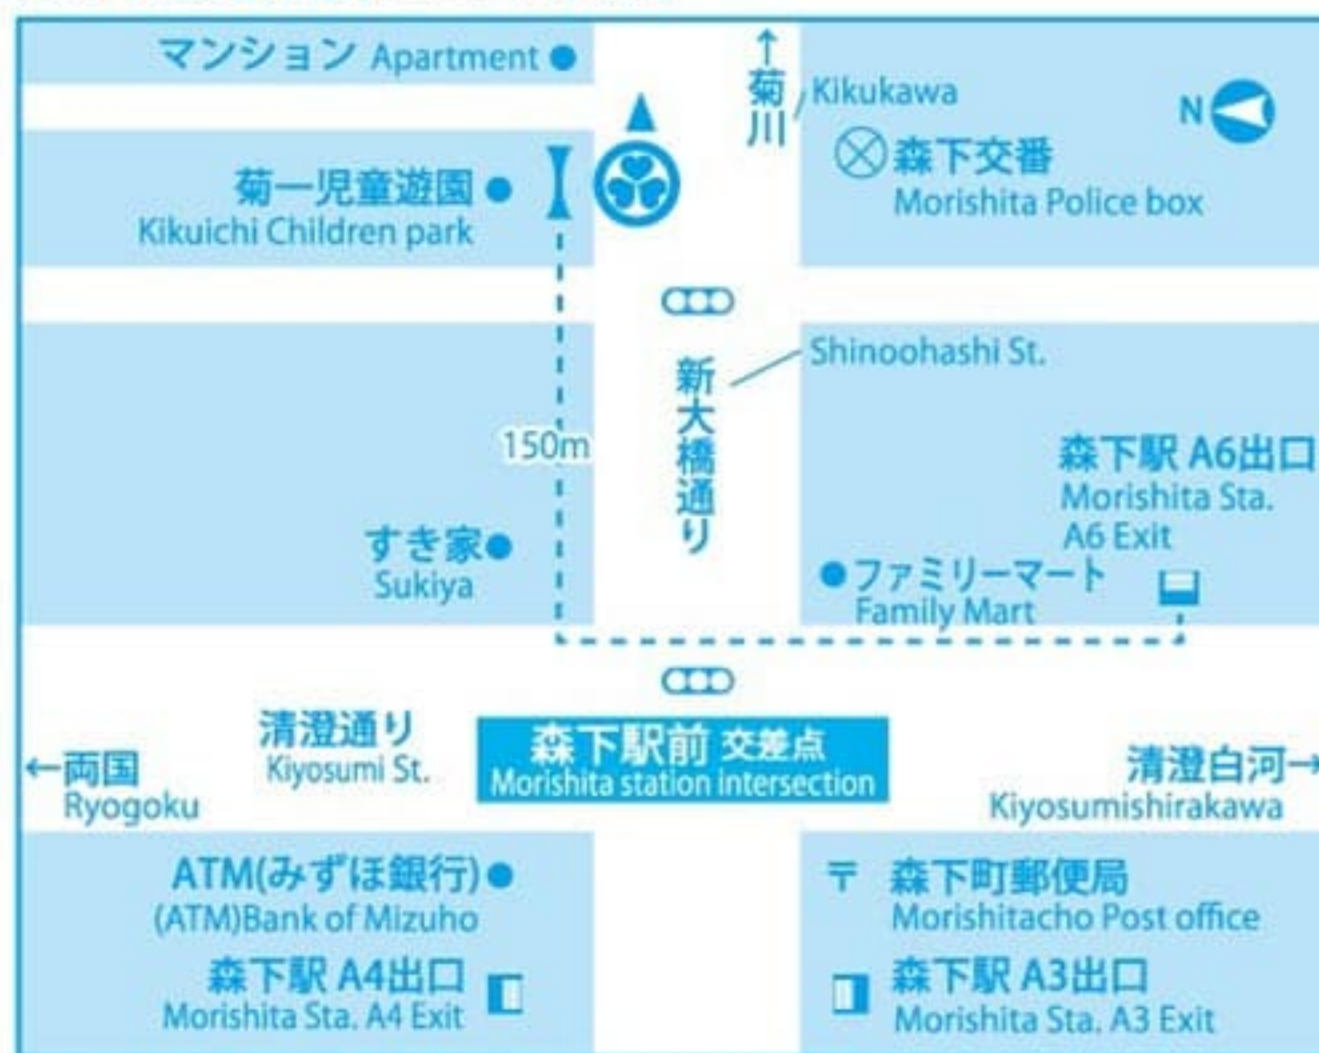 マンション Apartment
↑菊川
Kikukawa
N
森下交番
Morishita Police box
菊一児童遊園
Kikuichi Children park
新大橋通り
Shinoohashi St.
150m
森下駅 A6出口
Morishita Sta.
A6 Exit
すき家
Sukiya
ファミリーマート
Family Mart
清澄通り
Kiyosumi St.
森下駅前 交差点
Morishita station intersection
←両国
Ryogoku
清澄白河→
Kiyosumishirakawa
ATM(みずほ銀行)
(ATM)Bank of Mizuho
〒 森下町郵便局
Morishitacho Post office
森下駅 A4出口
Morishita Sta. A4 Exit
森下駅 A3出口
Morishita Sta. A3 Exit